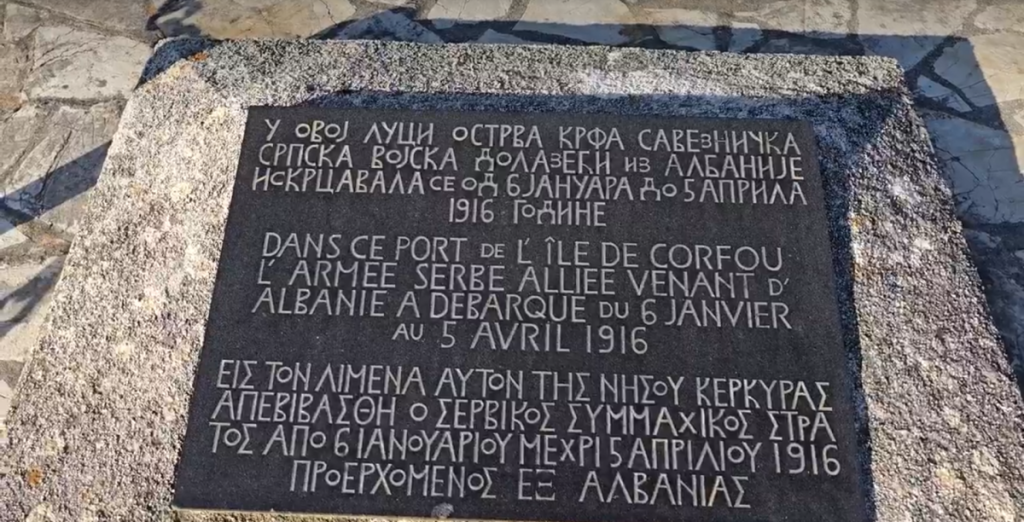 У ОВОЈ ЛУЦИ ОСТРВА КРФА САВЕЗНИЧКА
СРПСКА ВОЈСКА ДОЛАЗЕЋИ ИЗ АЛБАНИЈЕ
ИСКРЦАВАЛА СЕ ОД 6 ЈАНУАРА ДО 5 АПРИЛА
1916 ГОДИНЕ
DANS CE PORT DE L' ÎLE DE CORFOU
L' ARMEE SERBE ALLIEE VENANT D'
ALBANIE A DEBARQUE DU 6 JANVIER
AU 5 AVRIL 1916
ΕΙΣ ΤΟΝ ΛΙΜΕΝΑ ΑΥΤΟΝ ΤΗΣ ΝΗΣΟΥ ΚΕΡΚΥΡΑΣ
ΑΠΕΒΙΒΑΣΘΗ Ο ΣΕΡΒΙΚΟΣ ΣΥΜΜΑΧΙΚΟΣ ΣΤΡΑ
ΤΟΣ ΑΠΟ 6 ΙΑΝΟΥΑΡΙΟΥ ΜΕΧΡΙ 5 ΑΠΡΙΛΙΟΥ 1916
ΠΡΟΕΡΧΟΜΕΝΟΣ ΕΞ ΑΛΒΑΝΙΑΣ